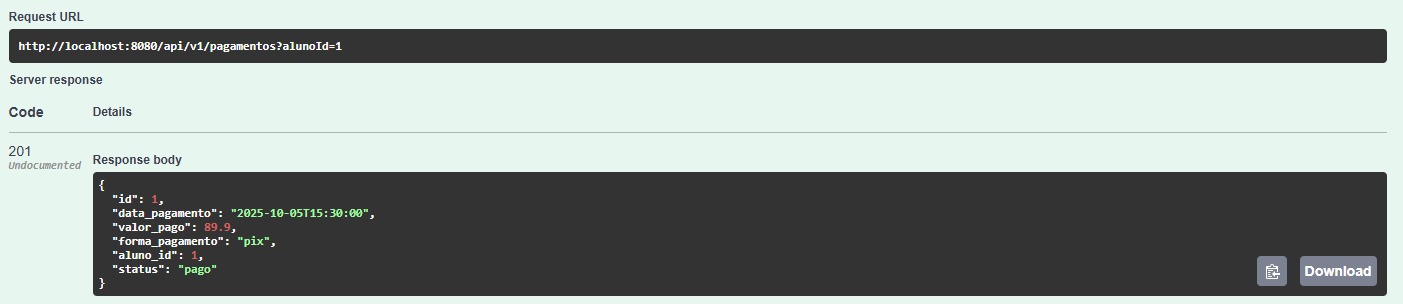 Request URL
http://localhost:8080/api/v1/pagamentos?alunoId=1
Server response
Code Details
201
Undocumented
Response body
{
  "id": 1,
  "data_pagamento": "2025-10-05T15:30:00",
  "valor_pago": 89.9,
  "forma_pagamento": "pix",
  "aluno_id": 1,
  "status": "pago"
}
Download